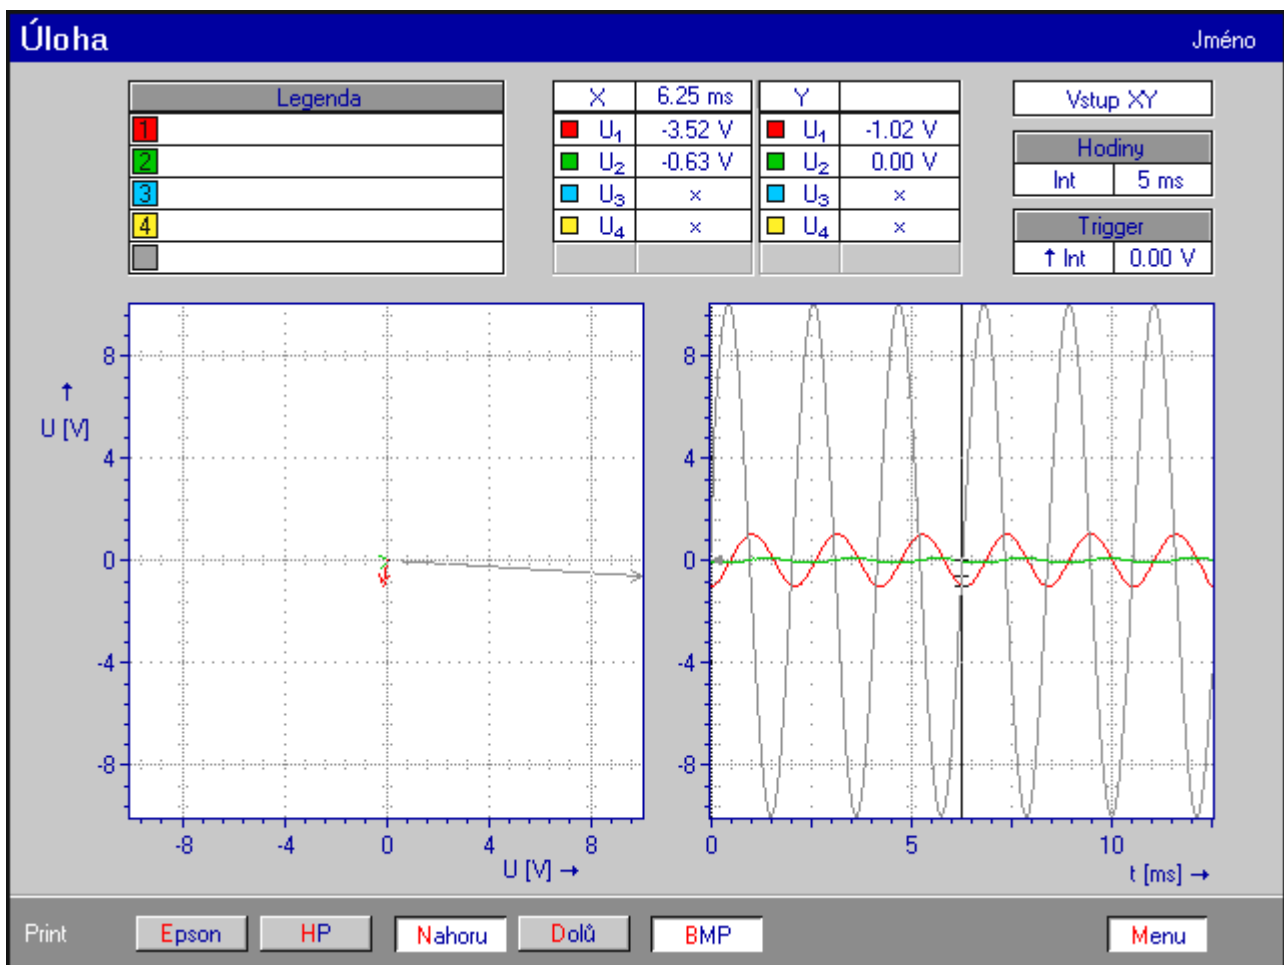 Úloha Jméno
Legenda X 6.25 ms Y Vstup XY
1 U₁ -3.52 V U₁ -1.02 V
2 U₂ -0.63 V U₂ 0.00 V Hodiny
3 U₃ × U₃ × Int 5 ms
4 U₄ × U₄ × Trigger
↑ Int 0.00 V
8 8
↑
U [V]
4 4
0 0
-4 -4
-8 -8
-8 -4 0 4 8 0 5 10
U [V] → t [ms] →
Print Epson HP Nahoru Dolů BMP Menu